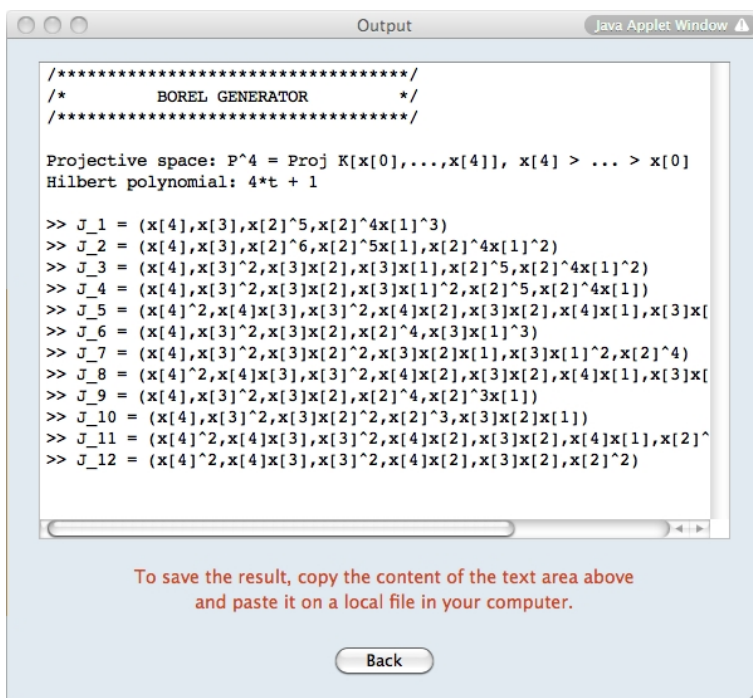 Output
Java Applet Window
/***********************************/
/* BOREL GENERATOR */
/***********************************/
Projective space: P^4 = Proj K[x[0],...,x[4]], x[4] > ... > x[0]
Hilbert polynomial: 4*t + 1
>> J_1 = (x[4],x[3],x[2]^5,x[2]^4x[1]^3)
>> J_2 = (x[4],x[3],x[2]^6,x[2]^5x[1],x[2]^4x[1]^2)
>> J_3 = (x[4],x[3]^2,x[3]x[2],x[3]x[1],x[2]^5,x[2]^4x[1]^2)
>> J_4 = (x[4],x[3]^2,x[3]x[2],x[3]x[1]^2,x[2]^5,x[2]^4x[1])
>> J_5 = (x[4]^2,x[4]x[3],x[3]^2,x[4]x[2],x[3]x[2],x[4]x[1],x[3]x[
>> J_6 = (x[4],x[3]^2,x[3]x[2],x[2]^4,x[3]x[1]^3)
>> J_7 = (x[4],x[3]^2,x[3]x[2]^2,x[3]x[2]x[1],x[3]x[1]^2,x[2]^4)
>> J_8 = (x[4]^2,x[4]x[3],x[3]^2,x[4]x[2],x[3]x[2],x[4]x[1],x[3]x[
>> J_9 = (x[4],x[3]^2,x[3]x[2],x[2]^4,x[2]^3x[1])
>> J_10 = (x[4],x[3]^2,x[3]x[2]^2,x[2]^3,x[3]x[2]x[1])
>> J_11 = (x[4]^2,x[4]x[3],x[3]^2,x[4]x[2],x[3]x[2],x[4]x[1],x[2]^
>> J_12 = (x[4]^2,x[4]x[3],x[3]^2,x[4]x[2],x[3]x[2],x[2]^2)
To save the result, copy the content of the text area above
and paste it on a local file in your computer.
Back